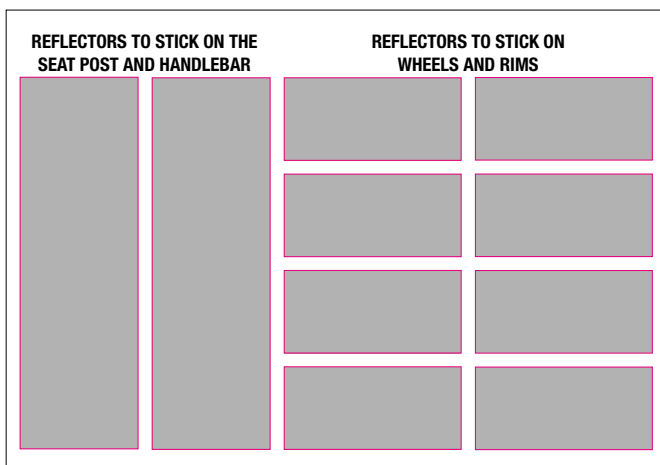 REFLECTORS TO STICK ON THE
SEAT POST AND HANDLEBAR
REFLECTORS TO STICK ON
WHEELS AND RIMS